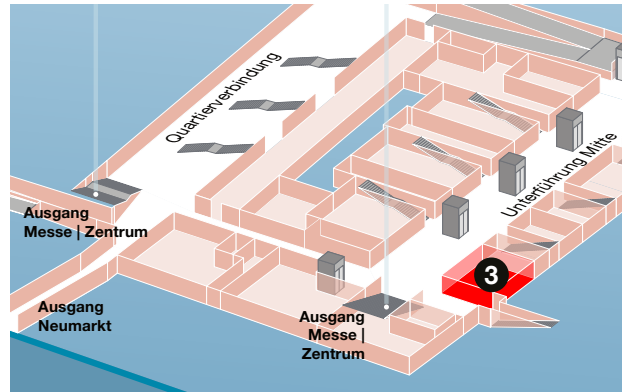 Quartierverbindung
Unterführung Mitte
Ausgang
Messe | Zentrum
3
Ausgang
Neumarkt
Ausgang
Messe |
Zentrum